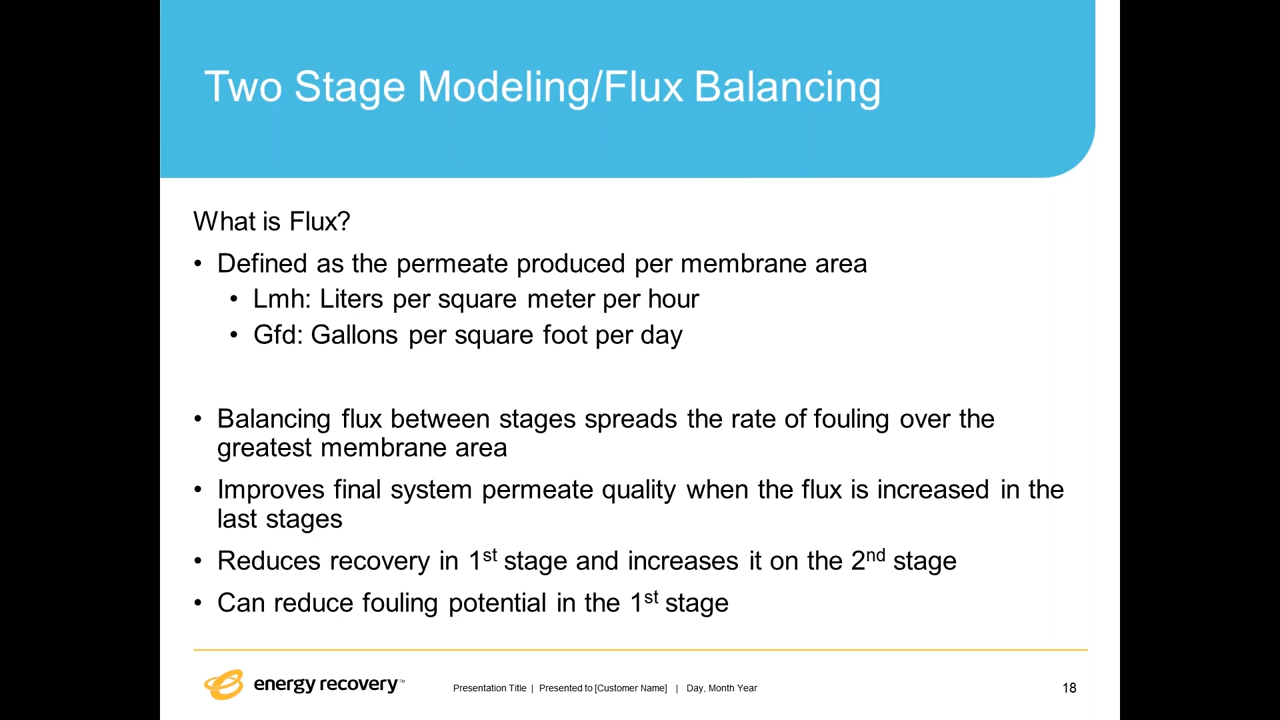 Two Stage Modeling/Flux Balancing
What is Flux?
• Defined as the permeate produced per membrane area
• Lmh: Liters per square meter per hour
• Gfd: Gallons per square foot per day
• Balancing flux between stages spreads the rate of fouling over the
greatest membrane area
• Improves final system permeate quality when the flux is increased in the
last stages
• Reduces recovery in 1st stage and increases it on the 2nd stage
• Can reduce fouling potential in the 1st stage
energy recovery™
Presentation Title | Presented to [Customer Name] | Day, Month Year
18